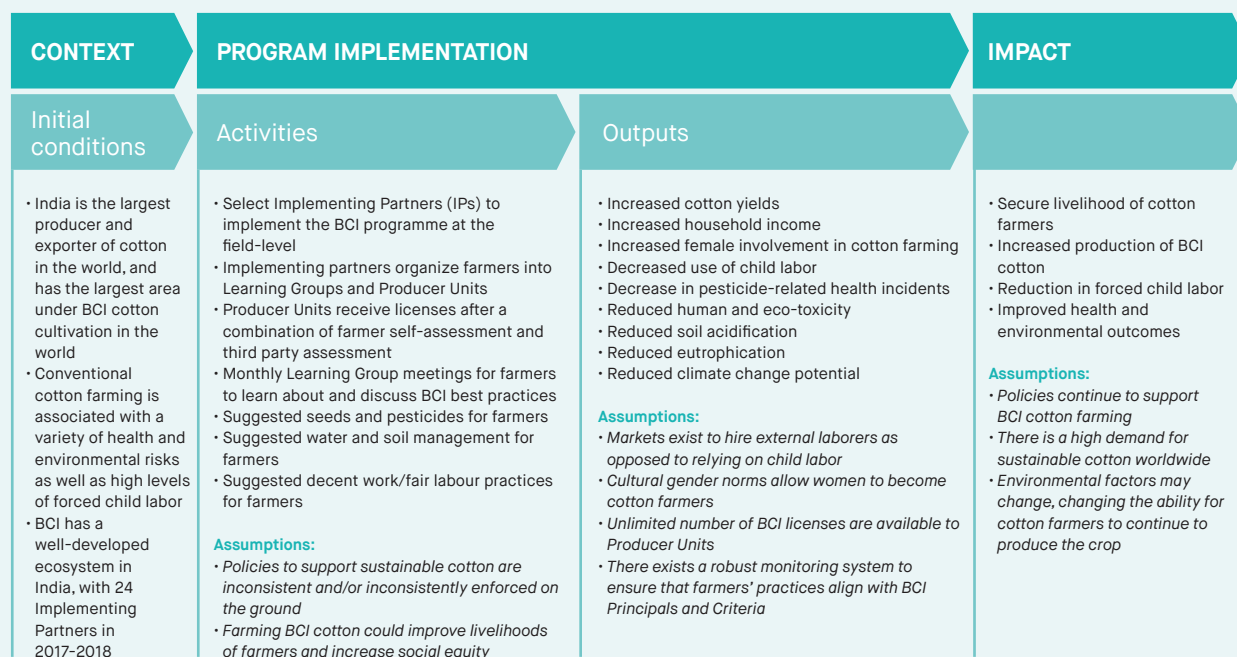 CONTEXT
PROGRAM IMPLEMENTATION
IMPACT
Initial
conditions
Activities
Outputs
• India is the largest
producer and
exporter of cotton
in the world, and
has the largest area
under BCI cotton
cultivation in the
world
• Conventional
cotton farming is
associated with a
variety of health and
environmental risks
as well as high levels
of forced child labor
• BCI has a
well-developed
ecosystem in
India, with 24
Implementing
Partners in
2017-2018
• Select Implementing Partners (IPs) to
implement the BCI programme at the
field-level
• Implementing partners organize farmers into
Learning Groups and Producer Units
• Producer Units receive licenses after a
combination of farmer self-assessment and
third party assessment
• Monthly Learning Group meetings for farmers
to learn about and discuss BCI best practices
• Suggested seeds and pesticides for farmers
• Suggested water and soil management for
farmers
• Suggested decent work/fair labour practices
for farmers
Assumptions:
• Policies to support sustainable cotton are
inconsistent and/or inconsistently enforced on
the ground
• Farming BCI cotton could improve livelihoods
of farmers and increase social equity
• Increased cotton yields
• Increased household income
• Increased female involvement in cotton farming
• Decreased use of child labor
• Decrease in pesticide-related health incidents
• Reduced human and eco-toxicity
• Reduced soil acidification
• Reduced eutrophication
• Reduced climate change potential
Assumptions:
• Markets exist to hire external laborers as
opposed to relying on child labor
• Cultural gender norms allow women to become
cotton farmers
• Unlimited number of BCI licenses are available to
Producer Units
• There exists a robust monitoring system to
ensure that farmers' practices align with BCI
Principals and Criteria
• Secure livelihood of cotton
farmers
• Increased production of BCI
cotton
• Reduction in forced child labor
• Improved health and
environmental outcomes
Assumptions:
• Policies continue to support
BCI cotton farming
• There is a high demand for
sustainable cotton worldwide
• Environmental factors may
change, changing the ability for
cotton farmers to continue to
produce the crop